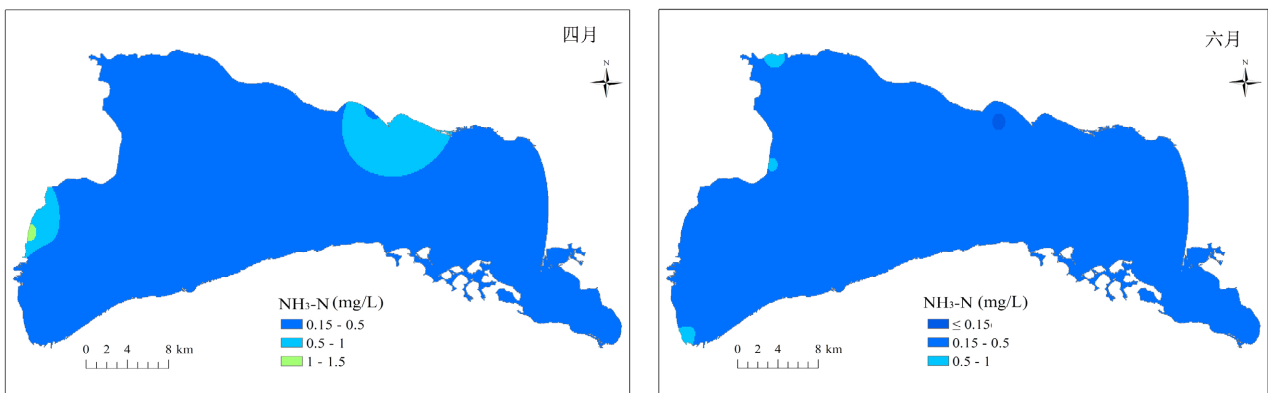 四月
N
NH₃-N (mg/L)
0.15 - 0.5
0.5 - 1
1 - 1.5
0 2 4 8 km
六月
N
NH₃-N (mg/L)
≤ 0.15
0.15 - 0.5
0.5 - 1
0 2 4 8 km